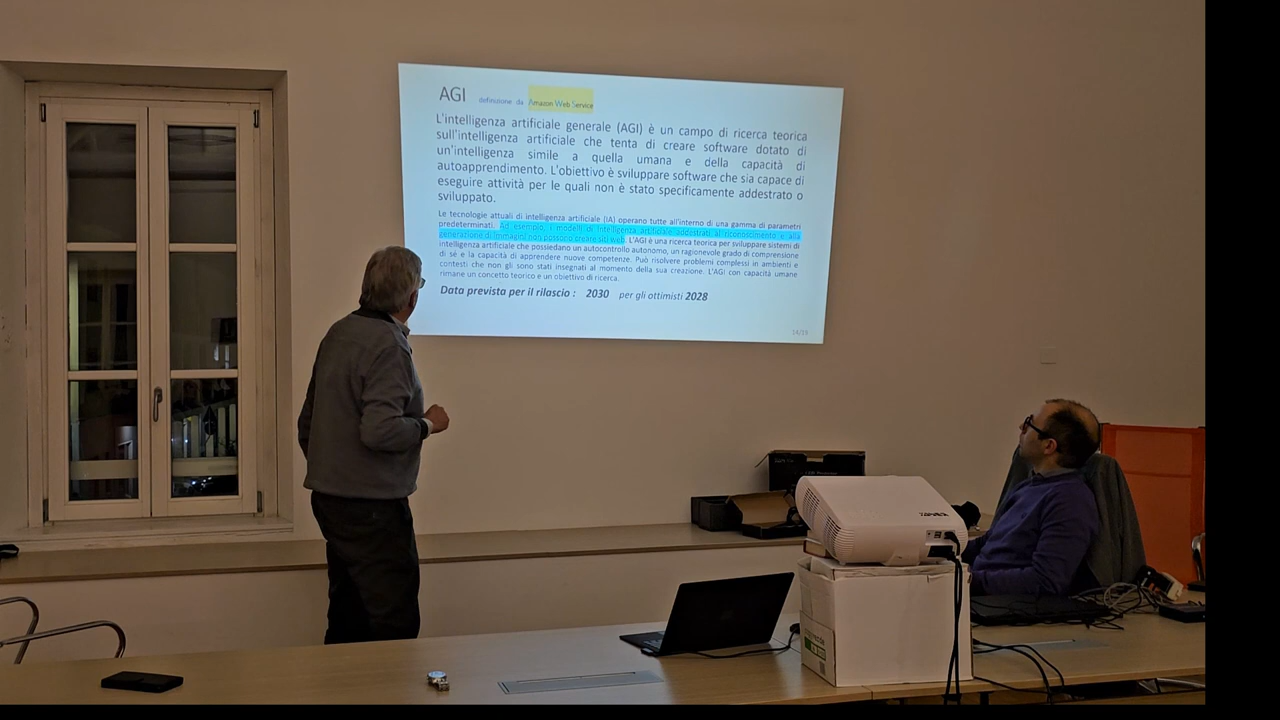 AGI definizione da Amazon Web Service
L'intelligenza artificiale generale (AGI) è un campo di ricerca teorica
sull'intelligenza artificiale che tenta di creare software dotato di
un'intelligenza simile a quella umana e della capacità di
autoapprendimento. L'obiettivo è sviluppare software che sia capace di
eseguire attività per le quali non è stato specificamente addestrato o
sviluppato.
Le tecnologie attuali di intelligenza artificiale (IA) operano tutte all'interno di una gamma di parametri
predeterminati. Ad esempio, i modelli di intelligenza artificiale addestrati al riconoscimento e alla
generazione di immagini non possono creare siti web. L'AGI è una ricerca teorica per sviluppare sistemi di
intelligenza artificiale che possiedano un autocontrollo autonomo, un ragionevole grado di comprensione
di sé e la capacità di apprendere nuove competenze. Può risolvere problemi complessi in ambienti e
contesti che non gli sono stati insegnati al momento della sua creazione. L'AGI con capacità umane
rimane un concetto teorico e un obiettivo di ricerca.
Data prevista per il rilascio : 2030 per gli ottimisti 2028